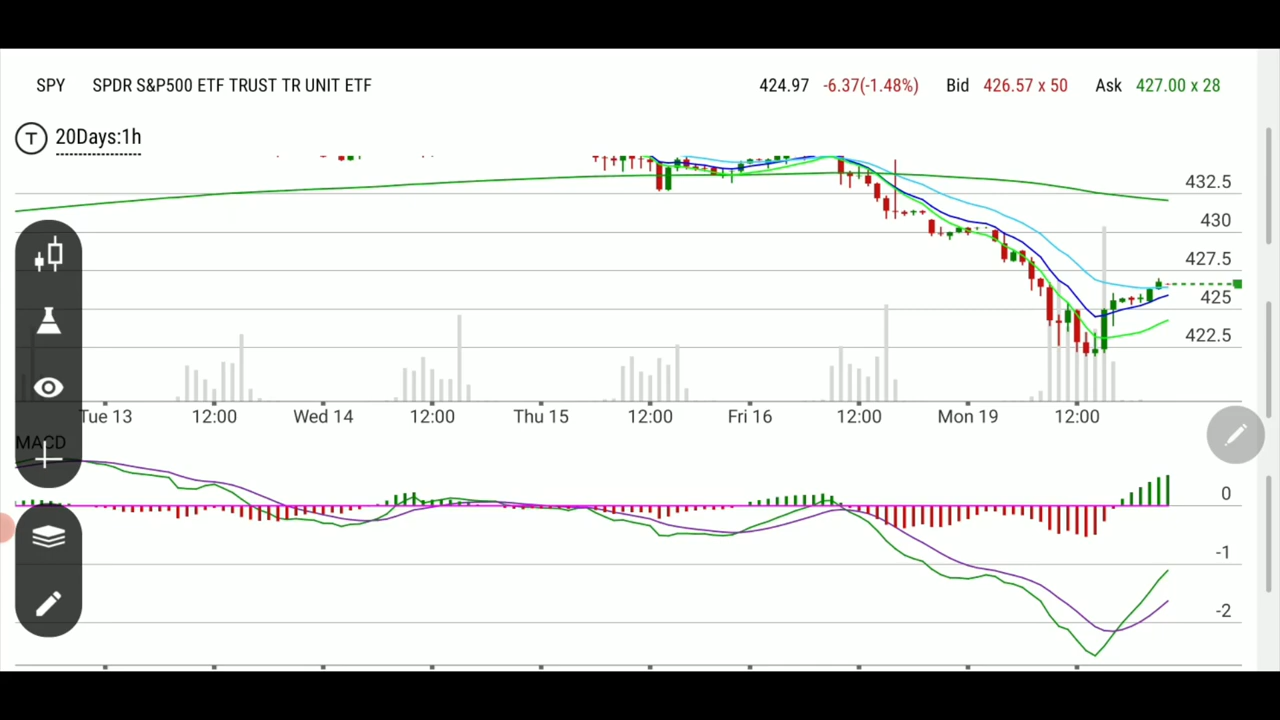 SPY SPDR S&P500 ETF TRUST TR UNIT ETF 424.97 -6.37(-1.48%) Bid 426.57 x 50 Ask 427.00 x 28
T 20Days:1h
432.5
430
427.5
425
422.5
Tue 13 12:00 Wed 14 12:00 Thu 15 12:00 Fri 16 12:00 Mon 19 12:00
MACD
0
-1
-2